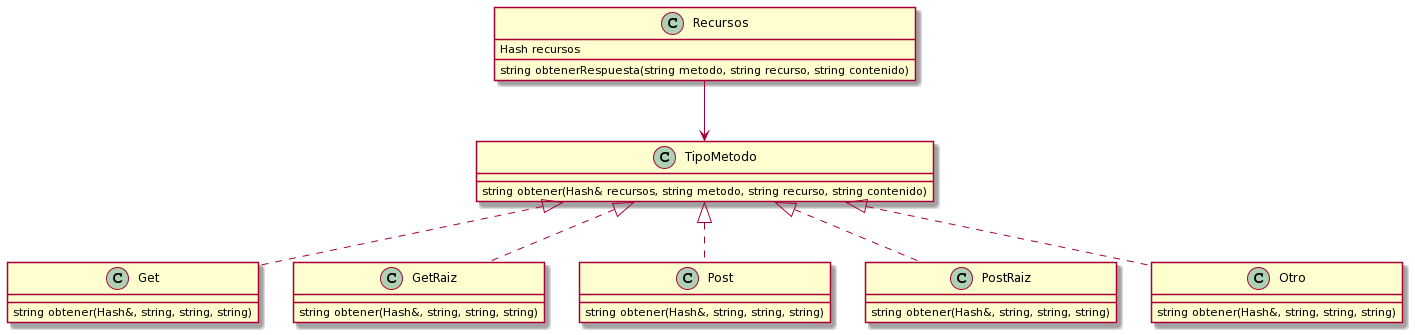 C Recursos
Hash recursos
string obtenerRespuesta(string metodo, string recurso, string contenido)
C TipoMetodo
string obtener(Hash& recursos, string metodo, string recurso, string contenido)
C Get
string obtener(Hash&, string, string, string)
C GetRaiz
string obtener(Hash&, string, string, string)
C Post
string obtener(Hash&, string, string, string)
C PostRaiz
string obtener(Hash&, string, string, string)
C Otro
string obtener(Hash&, string, string, string)